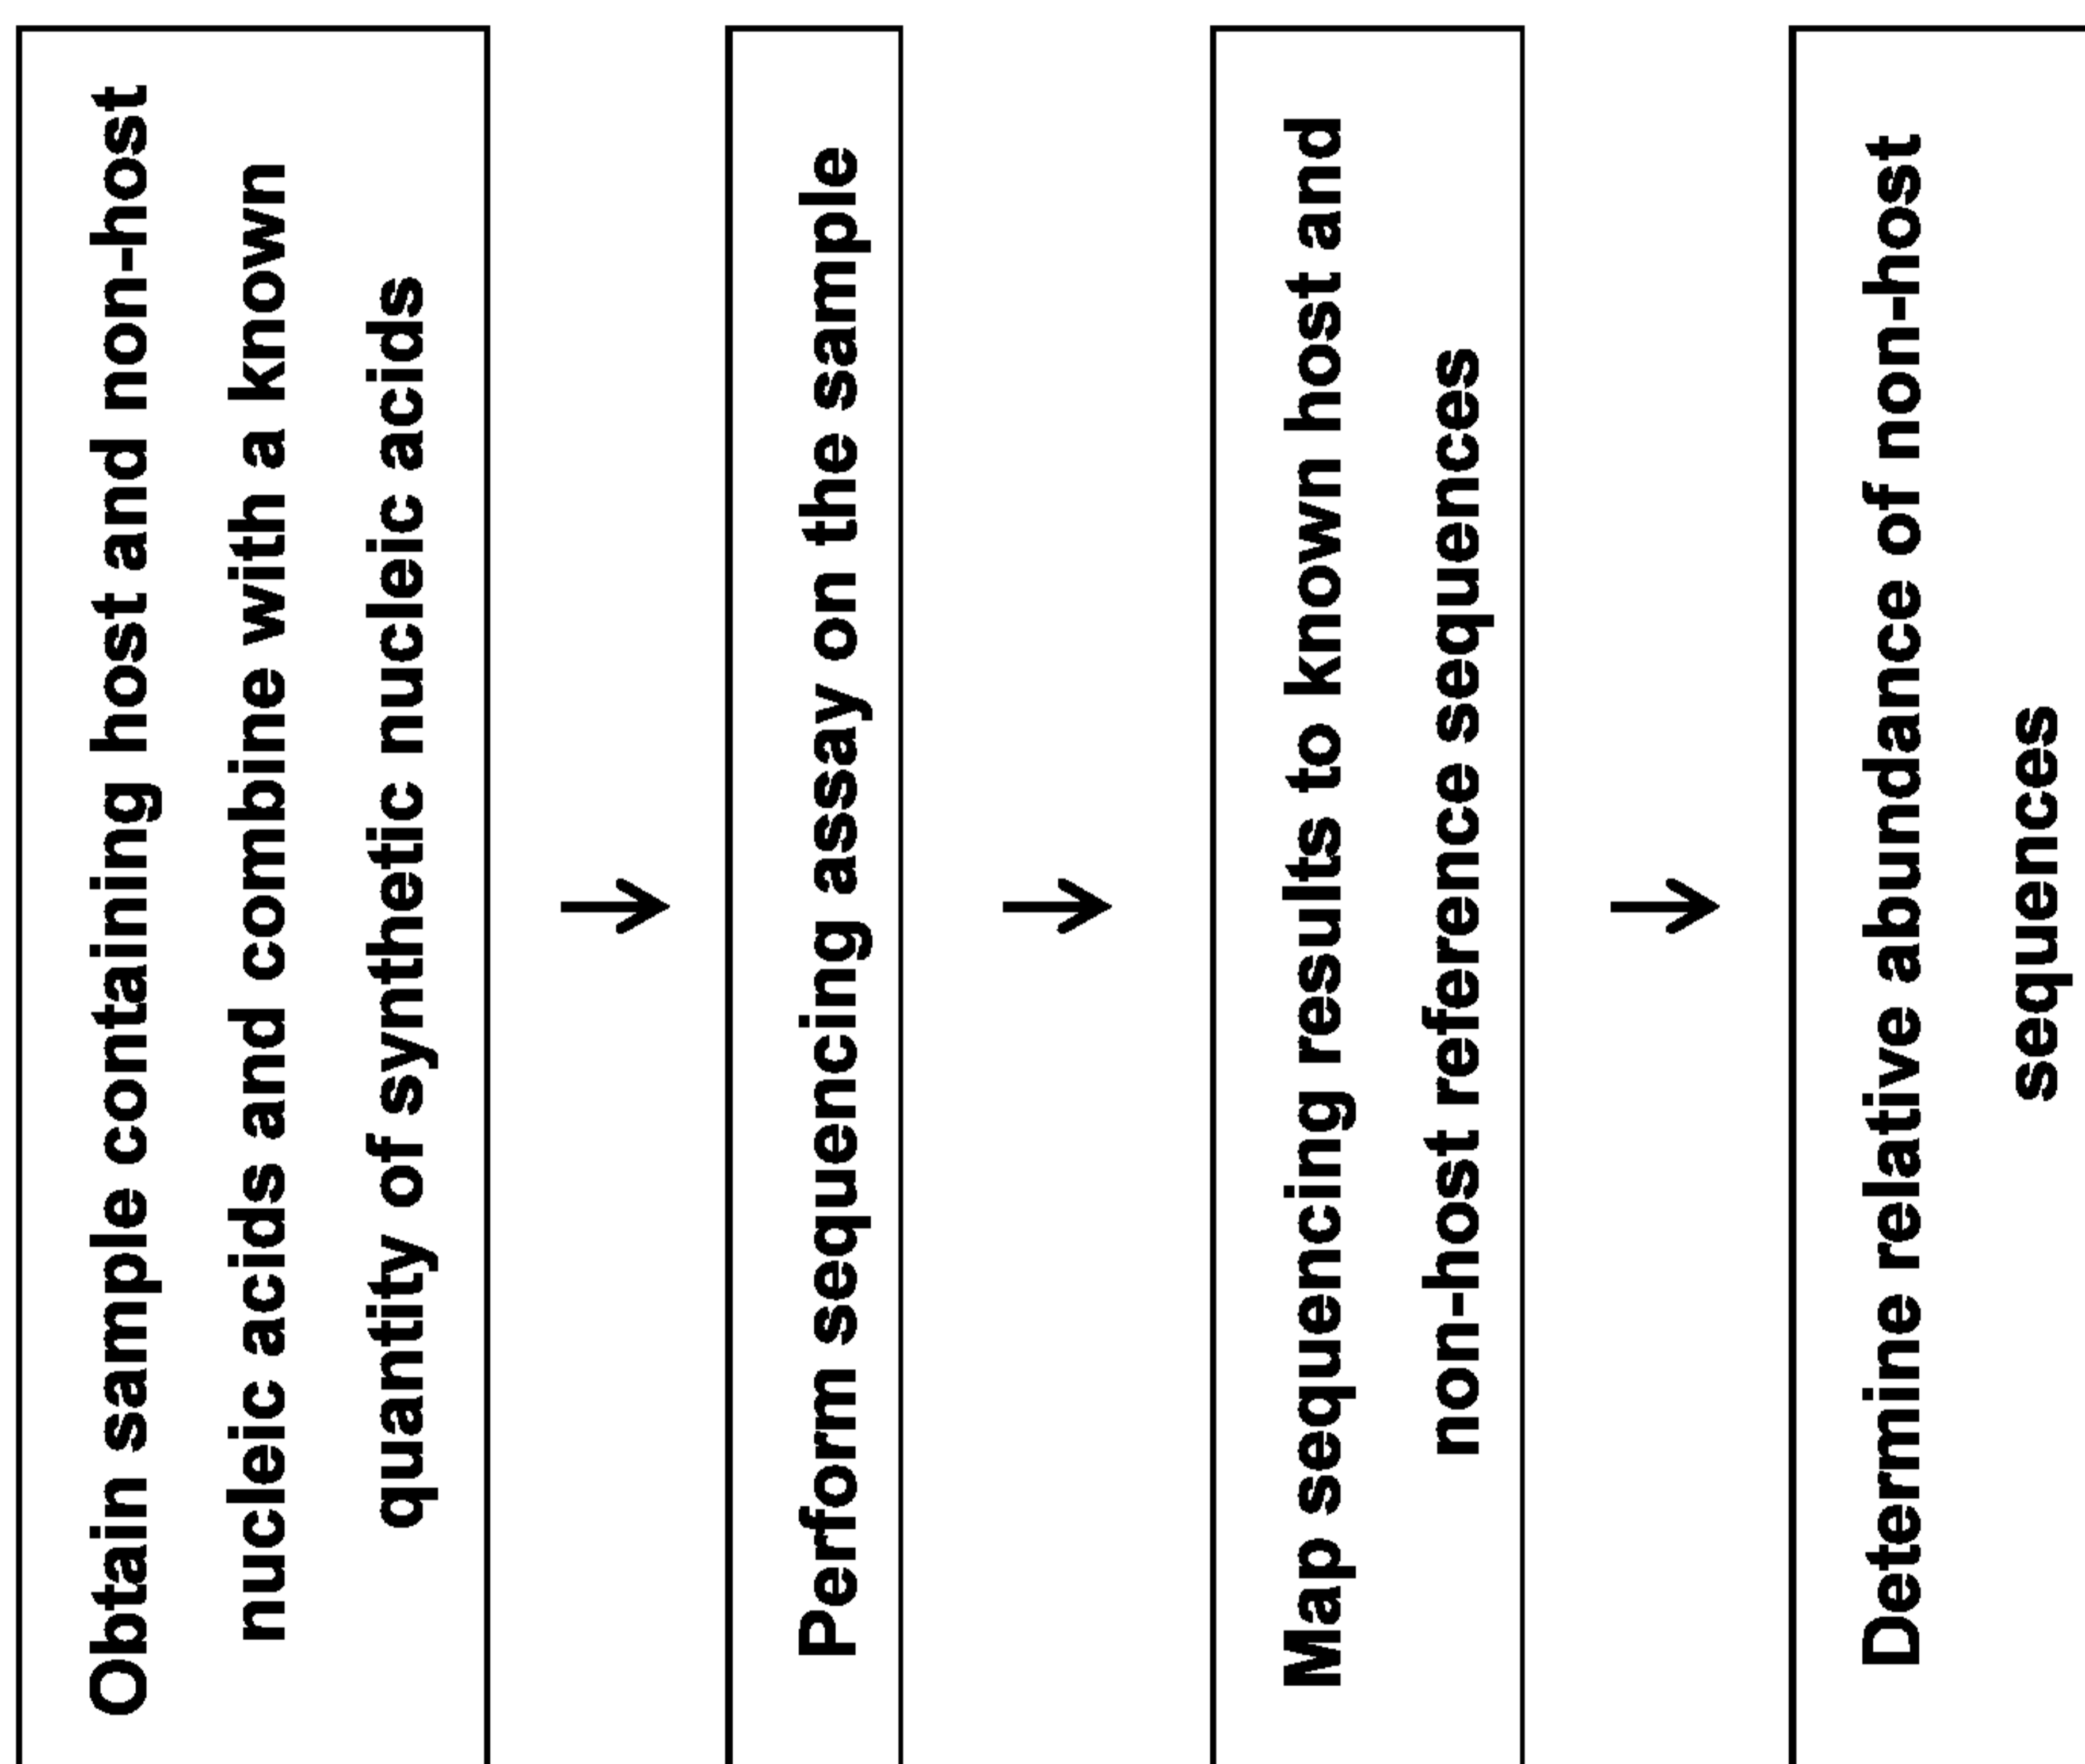 Obtain sample containing host and non-host
nucleic acids and combine with a known
quantity of synthetic nucleic acids
Perform sequencing assay on the sample
Map sequencing results to known host and
non-host reference sequences
Determine relative abundance of non-host
sequences